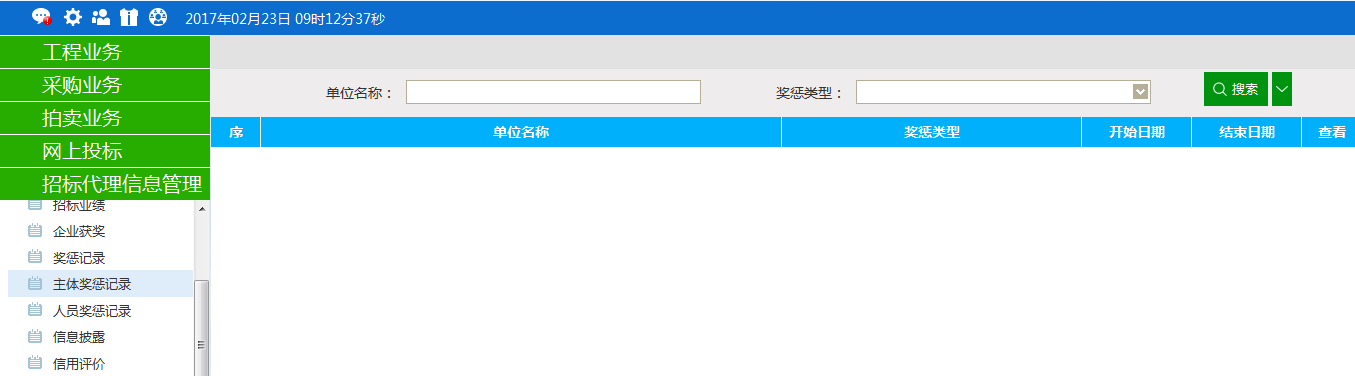 2017年02月23日 09时12分37秒
工程业务
采购业务
拍卖业务
网上投标
招标代理信息管理
招标业绩
企业获奖
奖惩记录
主体奖惩记录
人员奖惩记录
信息披露
信用评价
单位名称： 奖惩类型： 搜索
序 单位名称 奖惩类型 开始日期 结束日期 查看